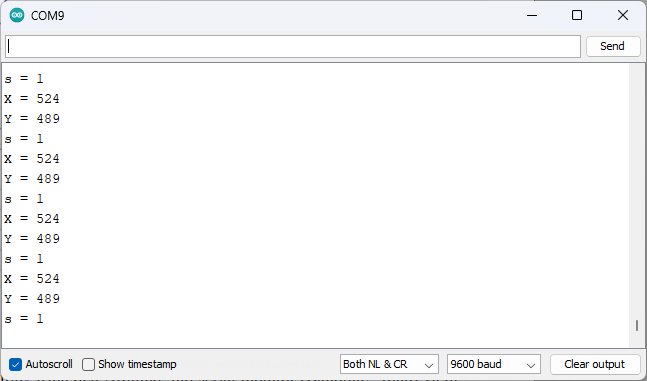 COM9
Send
s = 1
X = 524
Y = 489
s = 1
X = 524
Y = 489
s = 1
X = 524
Y = 489
s = 1
X = 524
Y = 489
s = 1
Autoscroll Show timestamp Both NL & CR 9600 baud Clear output